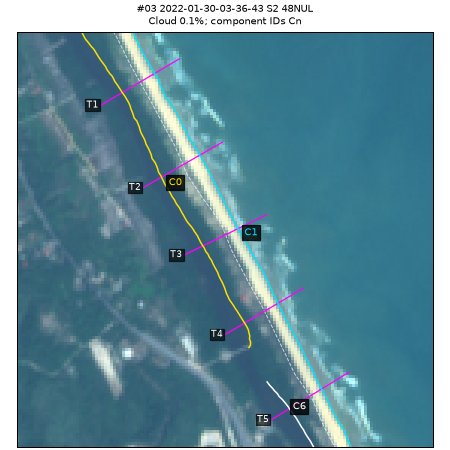 #03 2022-01-30-03-36-43 S2 48NUL
Cloud 0.1%; component IDs Cn
T1
T2
C0
C1
T3
T4
C6
T5